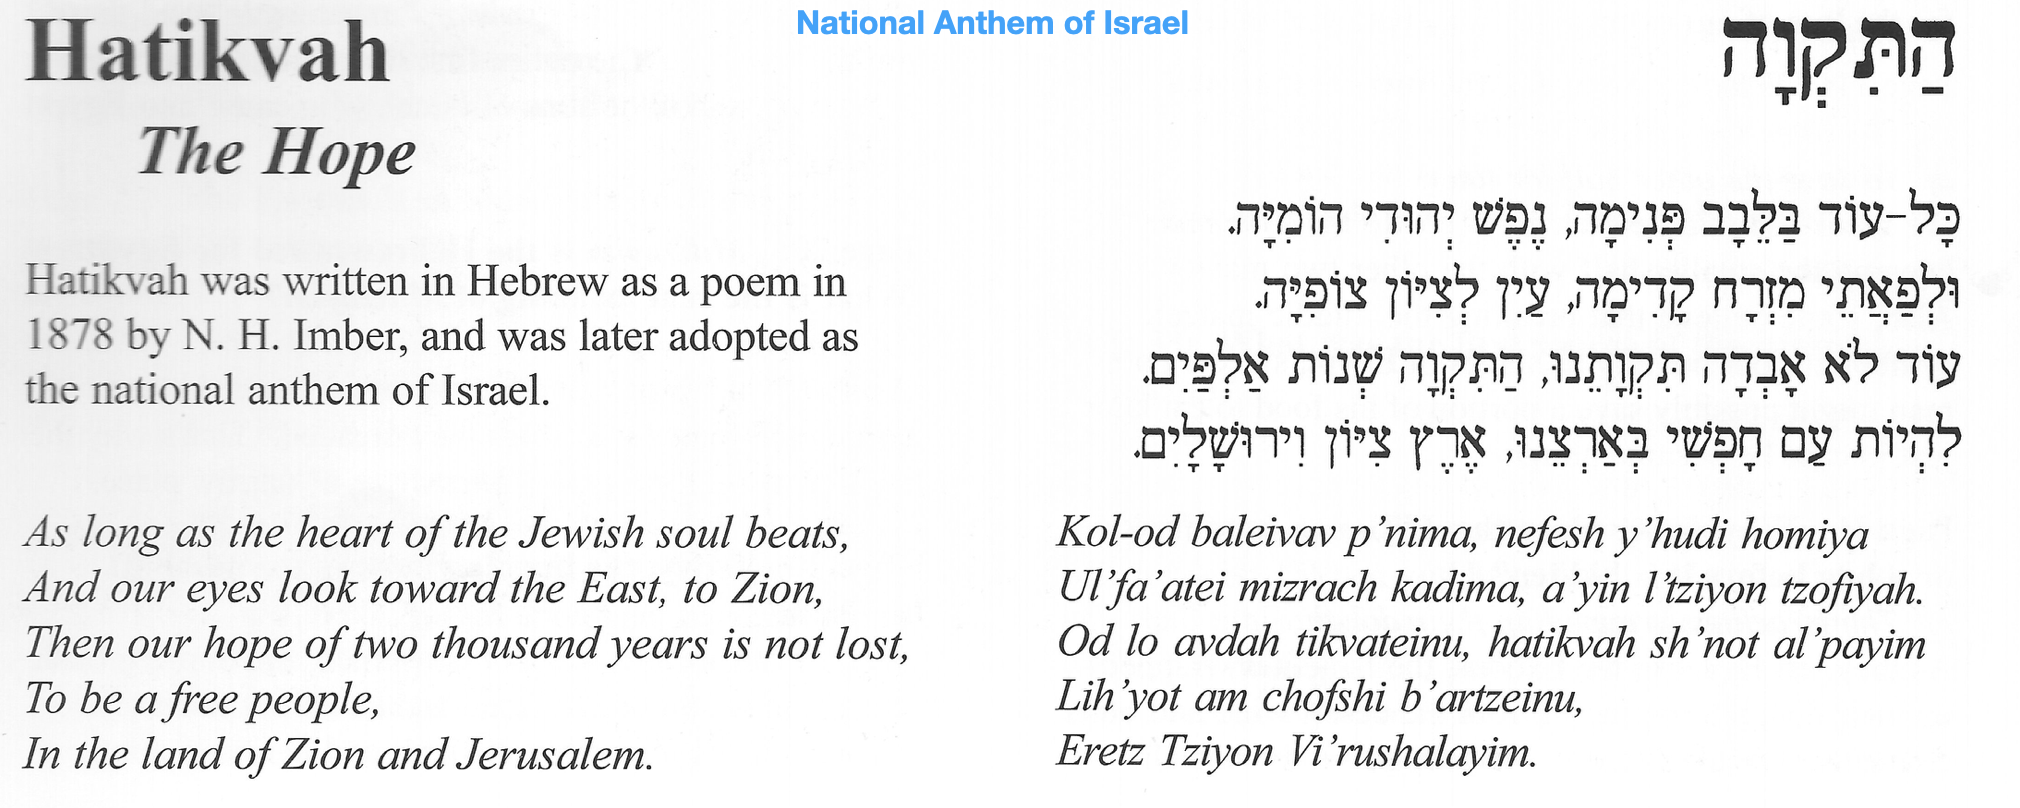 National Anthem of Israel
Hatikvah
The Hope
Hatikvah was written in Hebrew as a poem in
1878 by N. H. Imber, and was later adopted as
the national anthem of Israel.
As long as the heart of the Jewish soul beats,
And our eyes look toward the East, to Zion,
Then our hope of two thousand years is not lost,
To be a free people,
In the land of Zion and Jerusalem.
הַתִּקְוָה
כָּל-עוֹד בַּלֵּבָב פְּנִימָה, נֶפֶשׁ יְהוּדִי הוֹמִיָּה.
וּלְפַאֲתֵי מִזְרָח קָדִימָה, עַיִן לְצִיּוֹן צוֹפִיָּה.
עוֹד לֹא אָבְדָה תִּקְוָתֵנוּ, הַתִּקְוָה שְׁנוֹת אַלְפַּיִם.
לִהְיוֹת עַם חָפְשִׁי בְּאַרְצֵנוּ, אֶרֶץ צִיּוֹן וִירוּשָׁלָיִם.
Kol-od baleivav p’nima, nefesh y’hudi homiya
Ul’fa’atei mizrach kadima, a’yin l’tziyon tzofiyah.
Od lo avdah tikvateinu, hatikvah sh’not al’payim
Lih’yot am chofshi b’artzeinu,
Eretz Tziyon Vi’rushalayim.